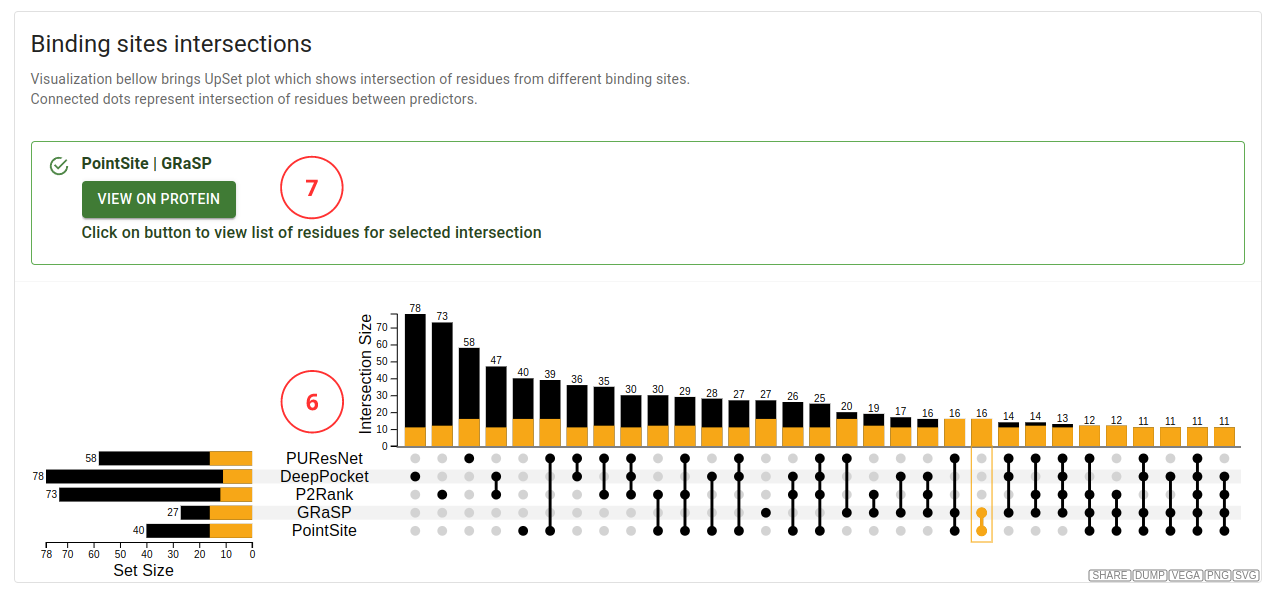 Binding sites intersections
Visualization bellow brings UpSet plot which shows intersection of residues from different binding sites.
Connected dots represent intersection of residues between predictors.
PointSite | GRaSP
VIEW ON PROTEIN
7
Click on button to view list of residues for selected intersection
6
Intersection Size
70
60
50
40
30
20
10
0
78 73 58 47 40 39 36 35 30 30 29 28 27 27 26 25 20 19 17 16 16 16 14 14 13 12 12 11 11 11 11
58 PUResNet
78 DeepPocket
73 P2Rank
27 GRaSP
40 PointSite
78 70 60 50 40 30 20 10 0
Set Size
SHARE DUMP VEGA PNG SVG